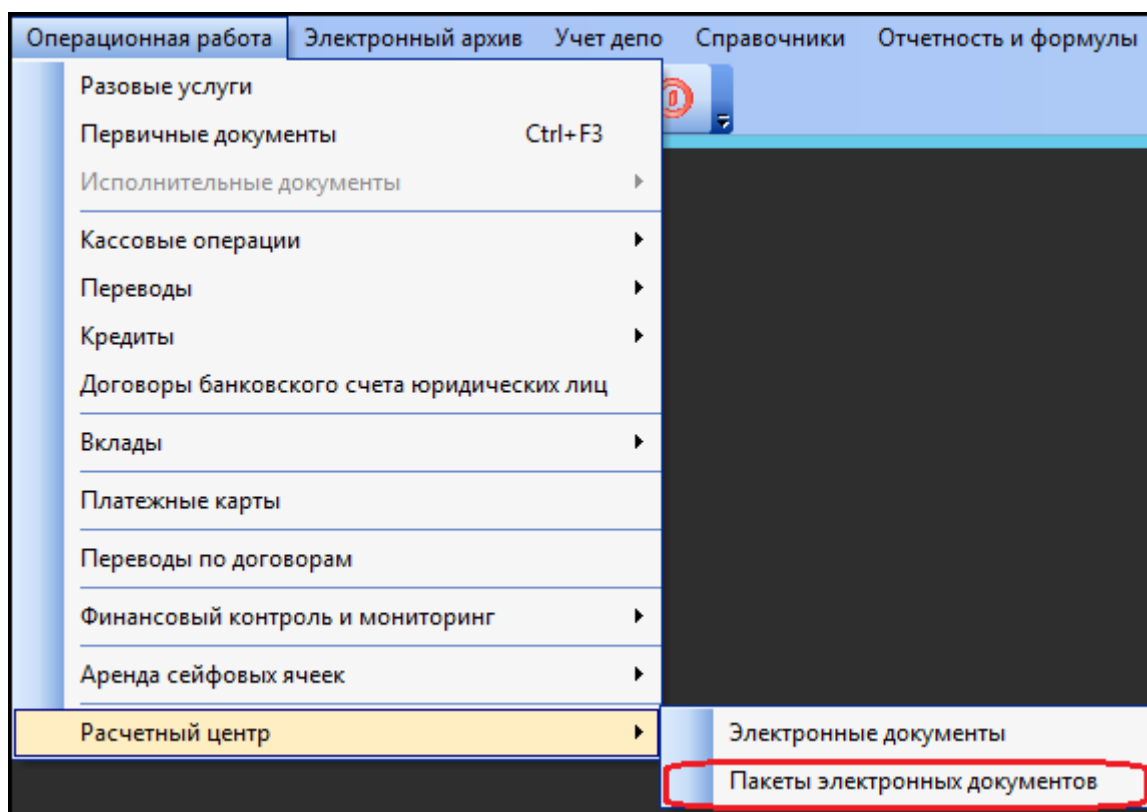 Операционная работа Электронный архив Учет депо Справочники Отчетность и формулы
Разовые услуги
Первичные документы Ctrl+F3
Исполнительные документы
Кассовые операции
Переводы
Кредиты
Договоры банковского счета юридических лиц
Вклады
Платежные карты
Переводы по договорам
Финансовый контроль и мониторинг
Аренда сейфовых ячеек
Расчетный центр
Электронные документы
Пакеты электронных документов